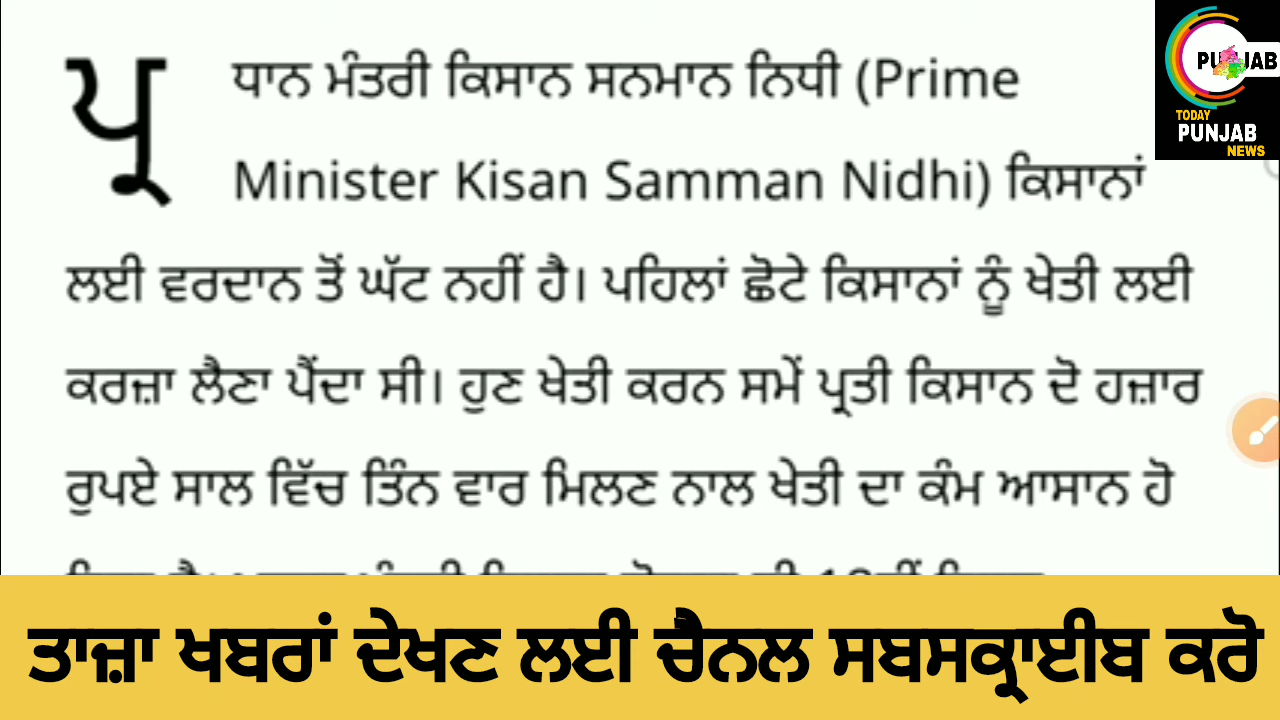 ਪ੍ਰਧਾਨ ਮੰਤਰੀ ਕਿਸਾਨ ਸਨਮਾਨ ਨਿਧੀ (Prime
Minister Kisan Samman Nidhi) ਕਿਸਾਨਾਂ
ਲਈ ਵਰਦਾਨ ਤੋਂ ਘੱਟ ਨਹੀਂ ਹੈ। ਪਹਿਲਾਂ ਛੋਟੇ ਕਿਸਾਨਾਂ ਨੂੰ ਖੇਤੀ ਲਈ
ਕਰਜ਼ਾ ਲੈਣਾ ਪੈਂਦਾ ਸੀ। ਹੁਣ ਖੇਤੀ ਕਰਨ ਸਮੇਂ ਪ੍ਰਤੀ ਕਿਸਾਨ ਦੋ ਹਜ਼ਾਰ
ਰੁਪਏ ਸਾਲ ਵਿੱਚ ਤਿੰਨ ਵਾਰ ਮਿਲਣ ਨਾਲ ਖੇਤੀ ਦਾ ਕੰਮ ਆਸਾਨ ਹੋ
ਤਾਜ਼ਾ ਖਬਰਾਂ ਦੇਖਣ ਲਈ ਚੈਨਲ ਸਬਸਕ੍ਰਾਈਬ ਕਰੋ
PUNJAB
TODAY
PUNJAB
NEWS